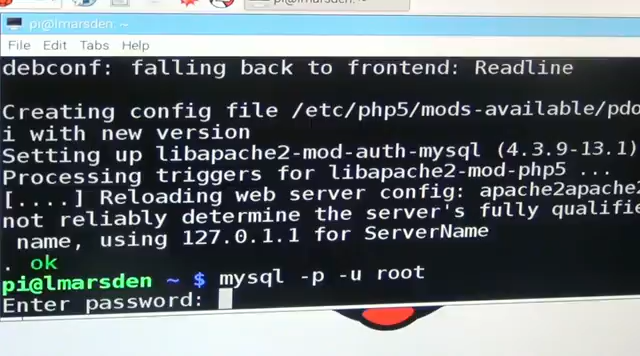 pi@lmarsden: ~
pi@lmarsden: ~
File Edit Tabs Help
debconf: falling back to frontend: Readline
Creating config file /etc/php5/mods-available/pdo
i with new version
Setting up libapache2-mod-auth-mysql (4.3.9-13.1)
Processing triggers for libapache2-mod-php5 ...
[....] Reloading web server config: apache2apache2
not reliably determine the server's fully qualifie
name, using 127.0.1.1 for ServerName
. ok
pi@lmarsden ~ $ mysql -p -u root
Enter password: